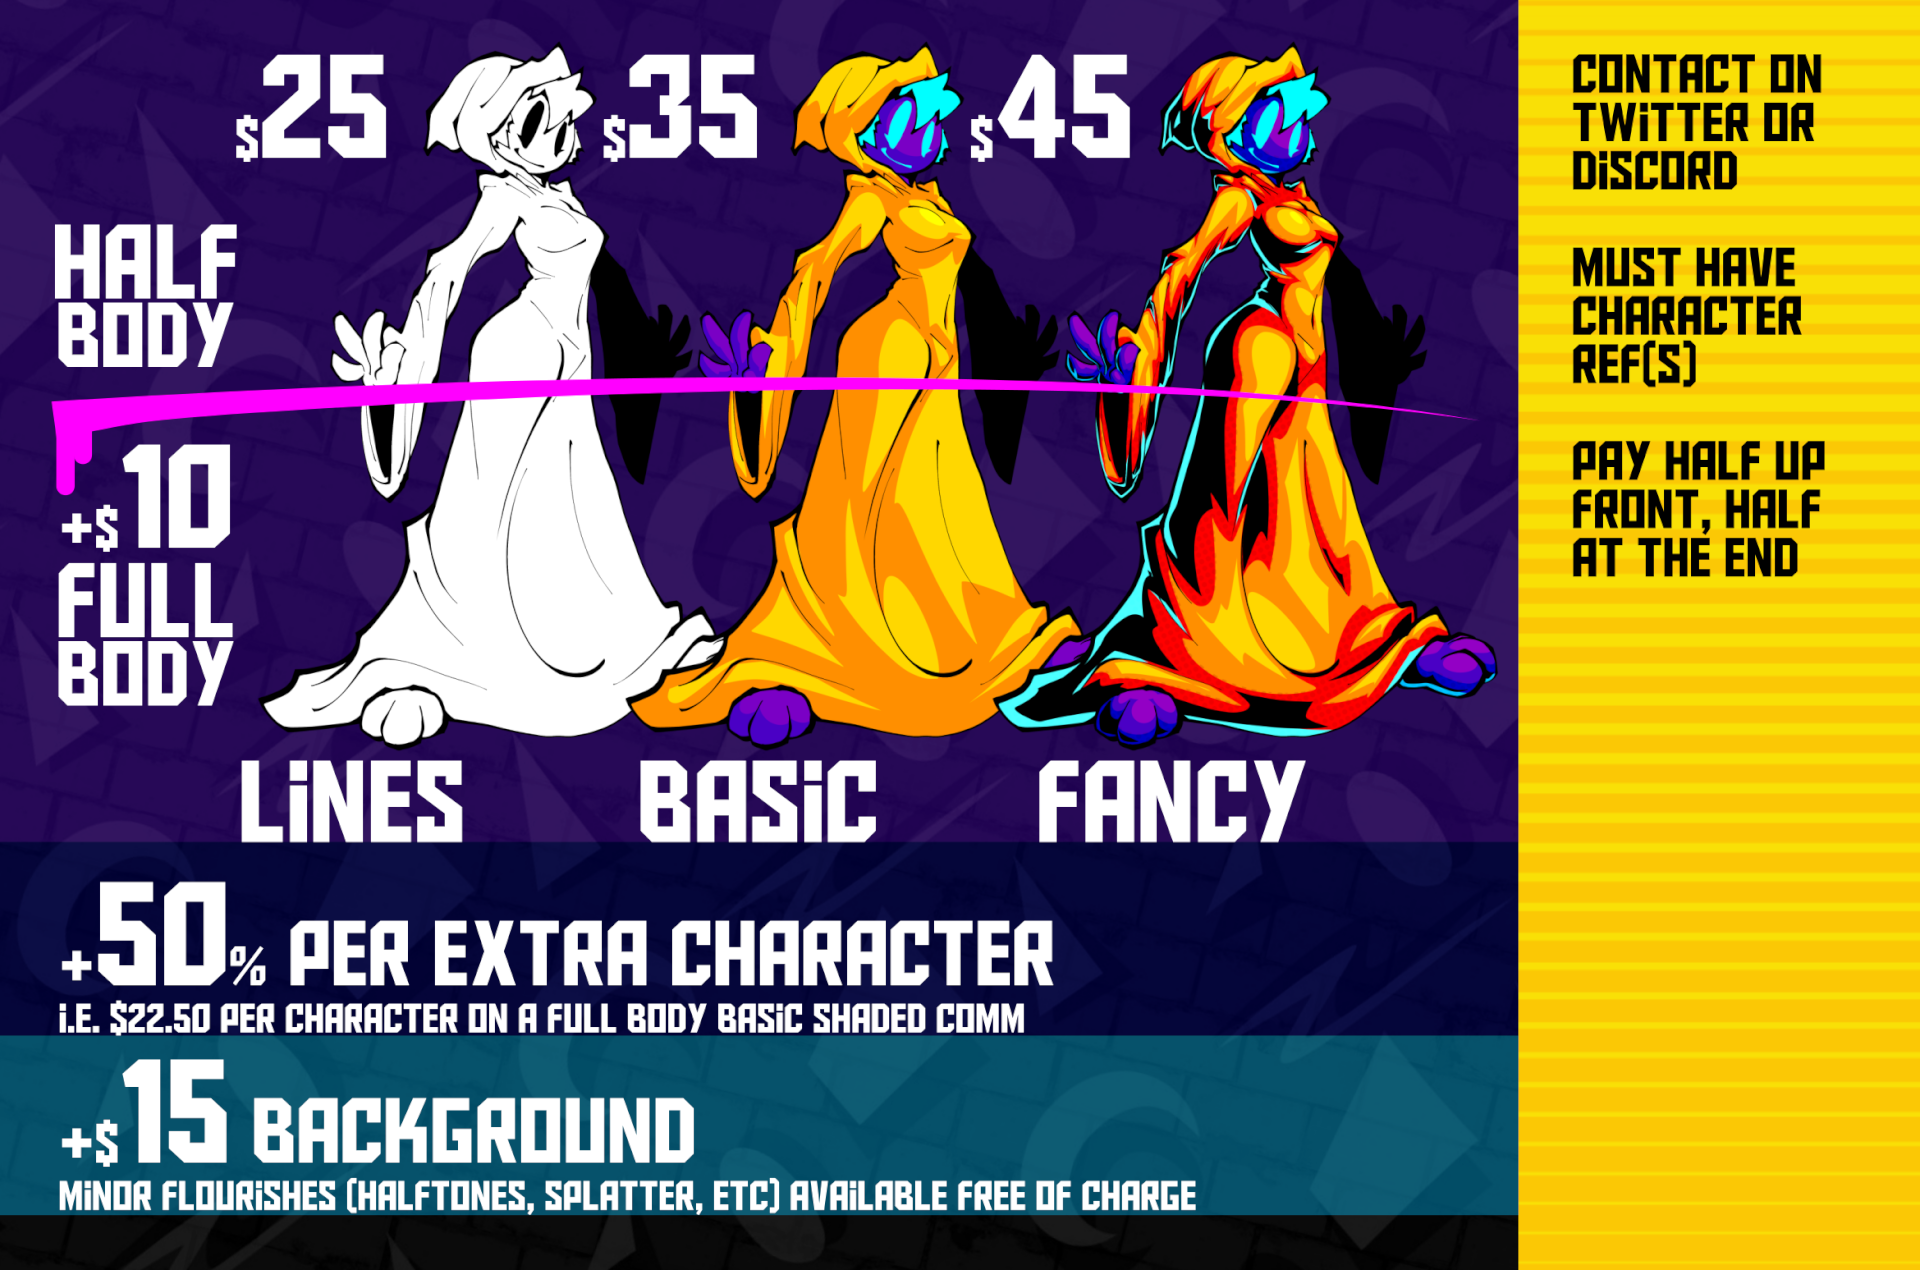 $25
$35
$45
HALF
BODY
+$10
FULL
BODY
LiNES
BASiC
FANCY
+50% PER EXTRA CHARACTER
i.E. $22.50 PER CHARACTER ON A FULL BODY BASiC SHADED COMM
+$15 BACKGROUND
MiNOR FLOURiSHES (HALFTONES, SPLATTER, ETC) AVAiLABLE FREE OF CHARGE
CONTACT ON
TWiTTER OR
DiSCORD
MUST HAVE
CHARACTER
REF(S)
PAY HALF UP
FRONT, HALF
AT THE END